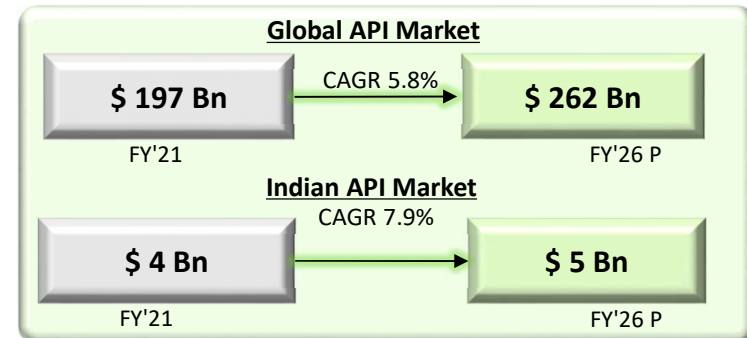 Global API Market
$ 197 Bn
CAGR 5.8%
$ 262 Bn
FY'21
FY'26 P
Indian API Market
CAGR 7.9%
$ 4 Bn
$ 5 Bn
FY'21
FY'26 P